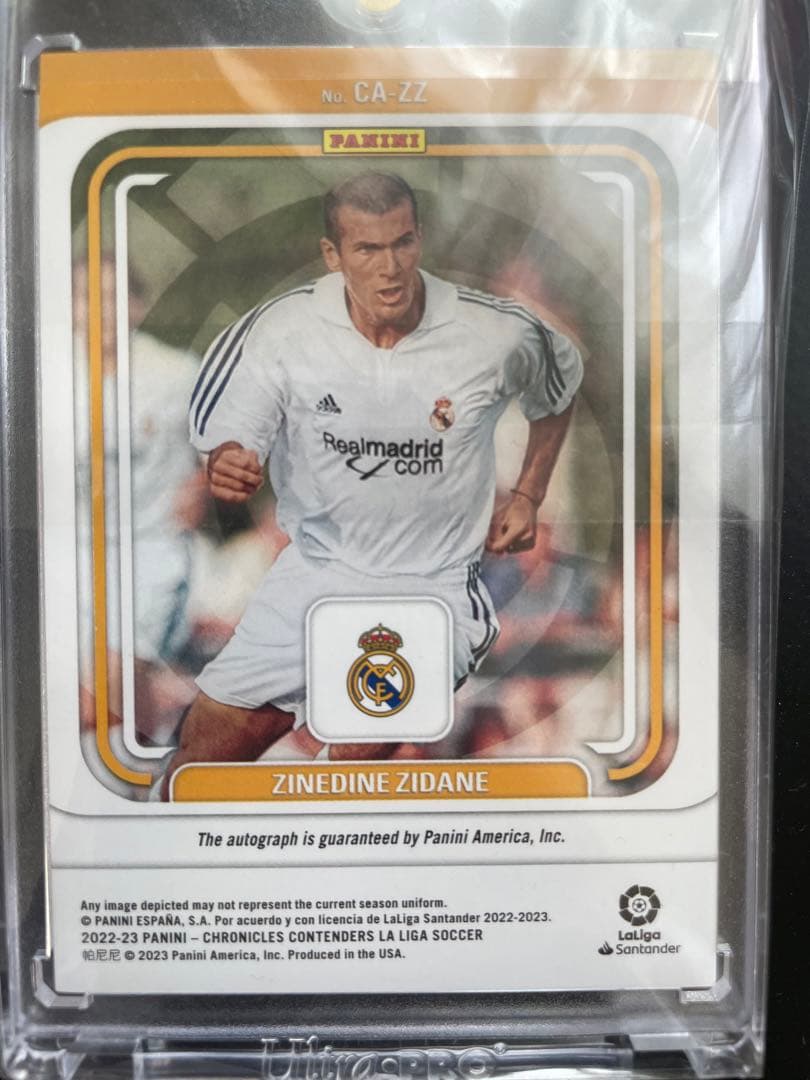 No. CA-ZZ
PANINI
adidas
Realmadrid
com
ZINEDINE ZIDANE
The autograph is guaranteed by Panini America, Inc.
Any image depicted may not represent the current season uniform.
© PANINI ESPAÑA, S.A. Por acuerdo y con licencia de LaLiga Santander 2022-2023.
2022-23 PANINI – CHRONICLES CONTENDERS LA LIGA SOCCER
帕尼尼 © 2023 Panini America, Inc. Produced in the USA.
LaLiga
Santander
Ultra PRO